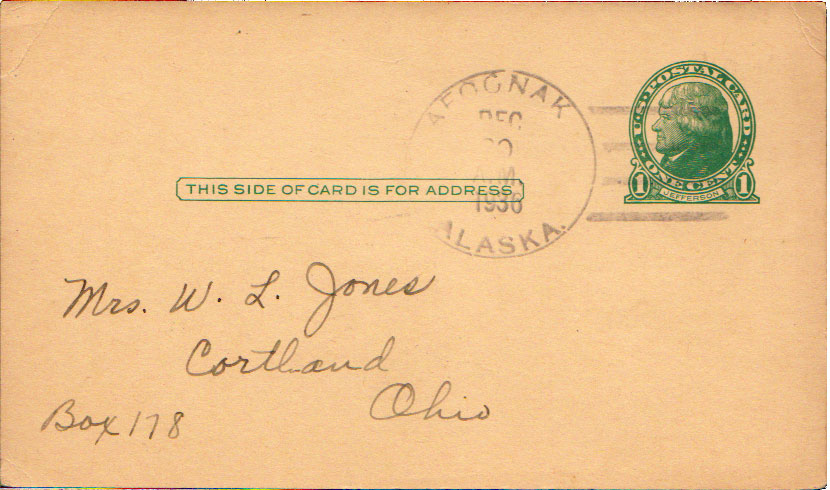 U.S. POSTAL CARD
ONE CENT
1 JEFFERSON 1
AFOGNAK
DEC
A.M.
1936
ALASKA.
THIS SIDE OF CARD IS FOR ADDRESS
Mrs. W. L. Jones
Cortland
Ohio
Box 178